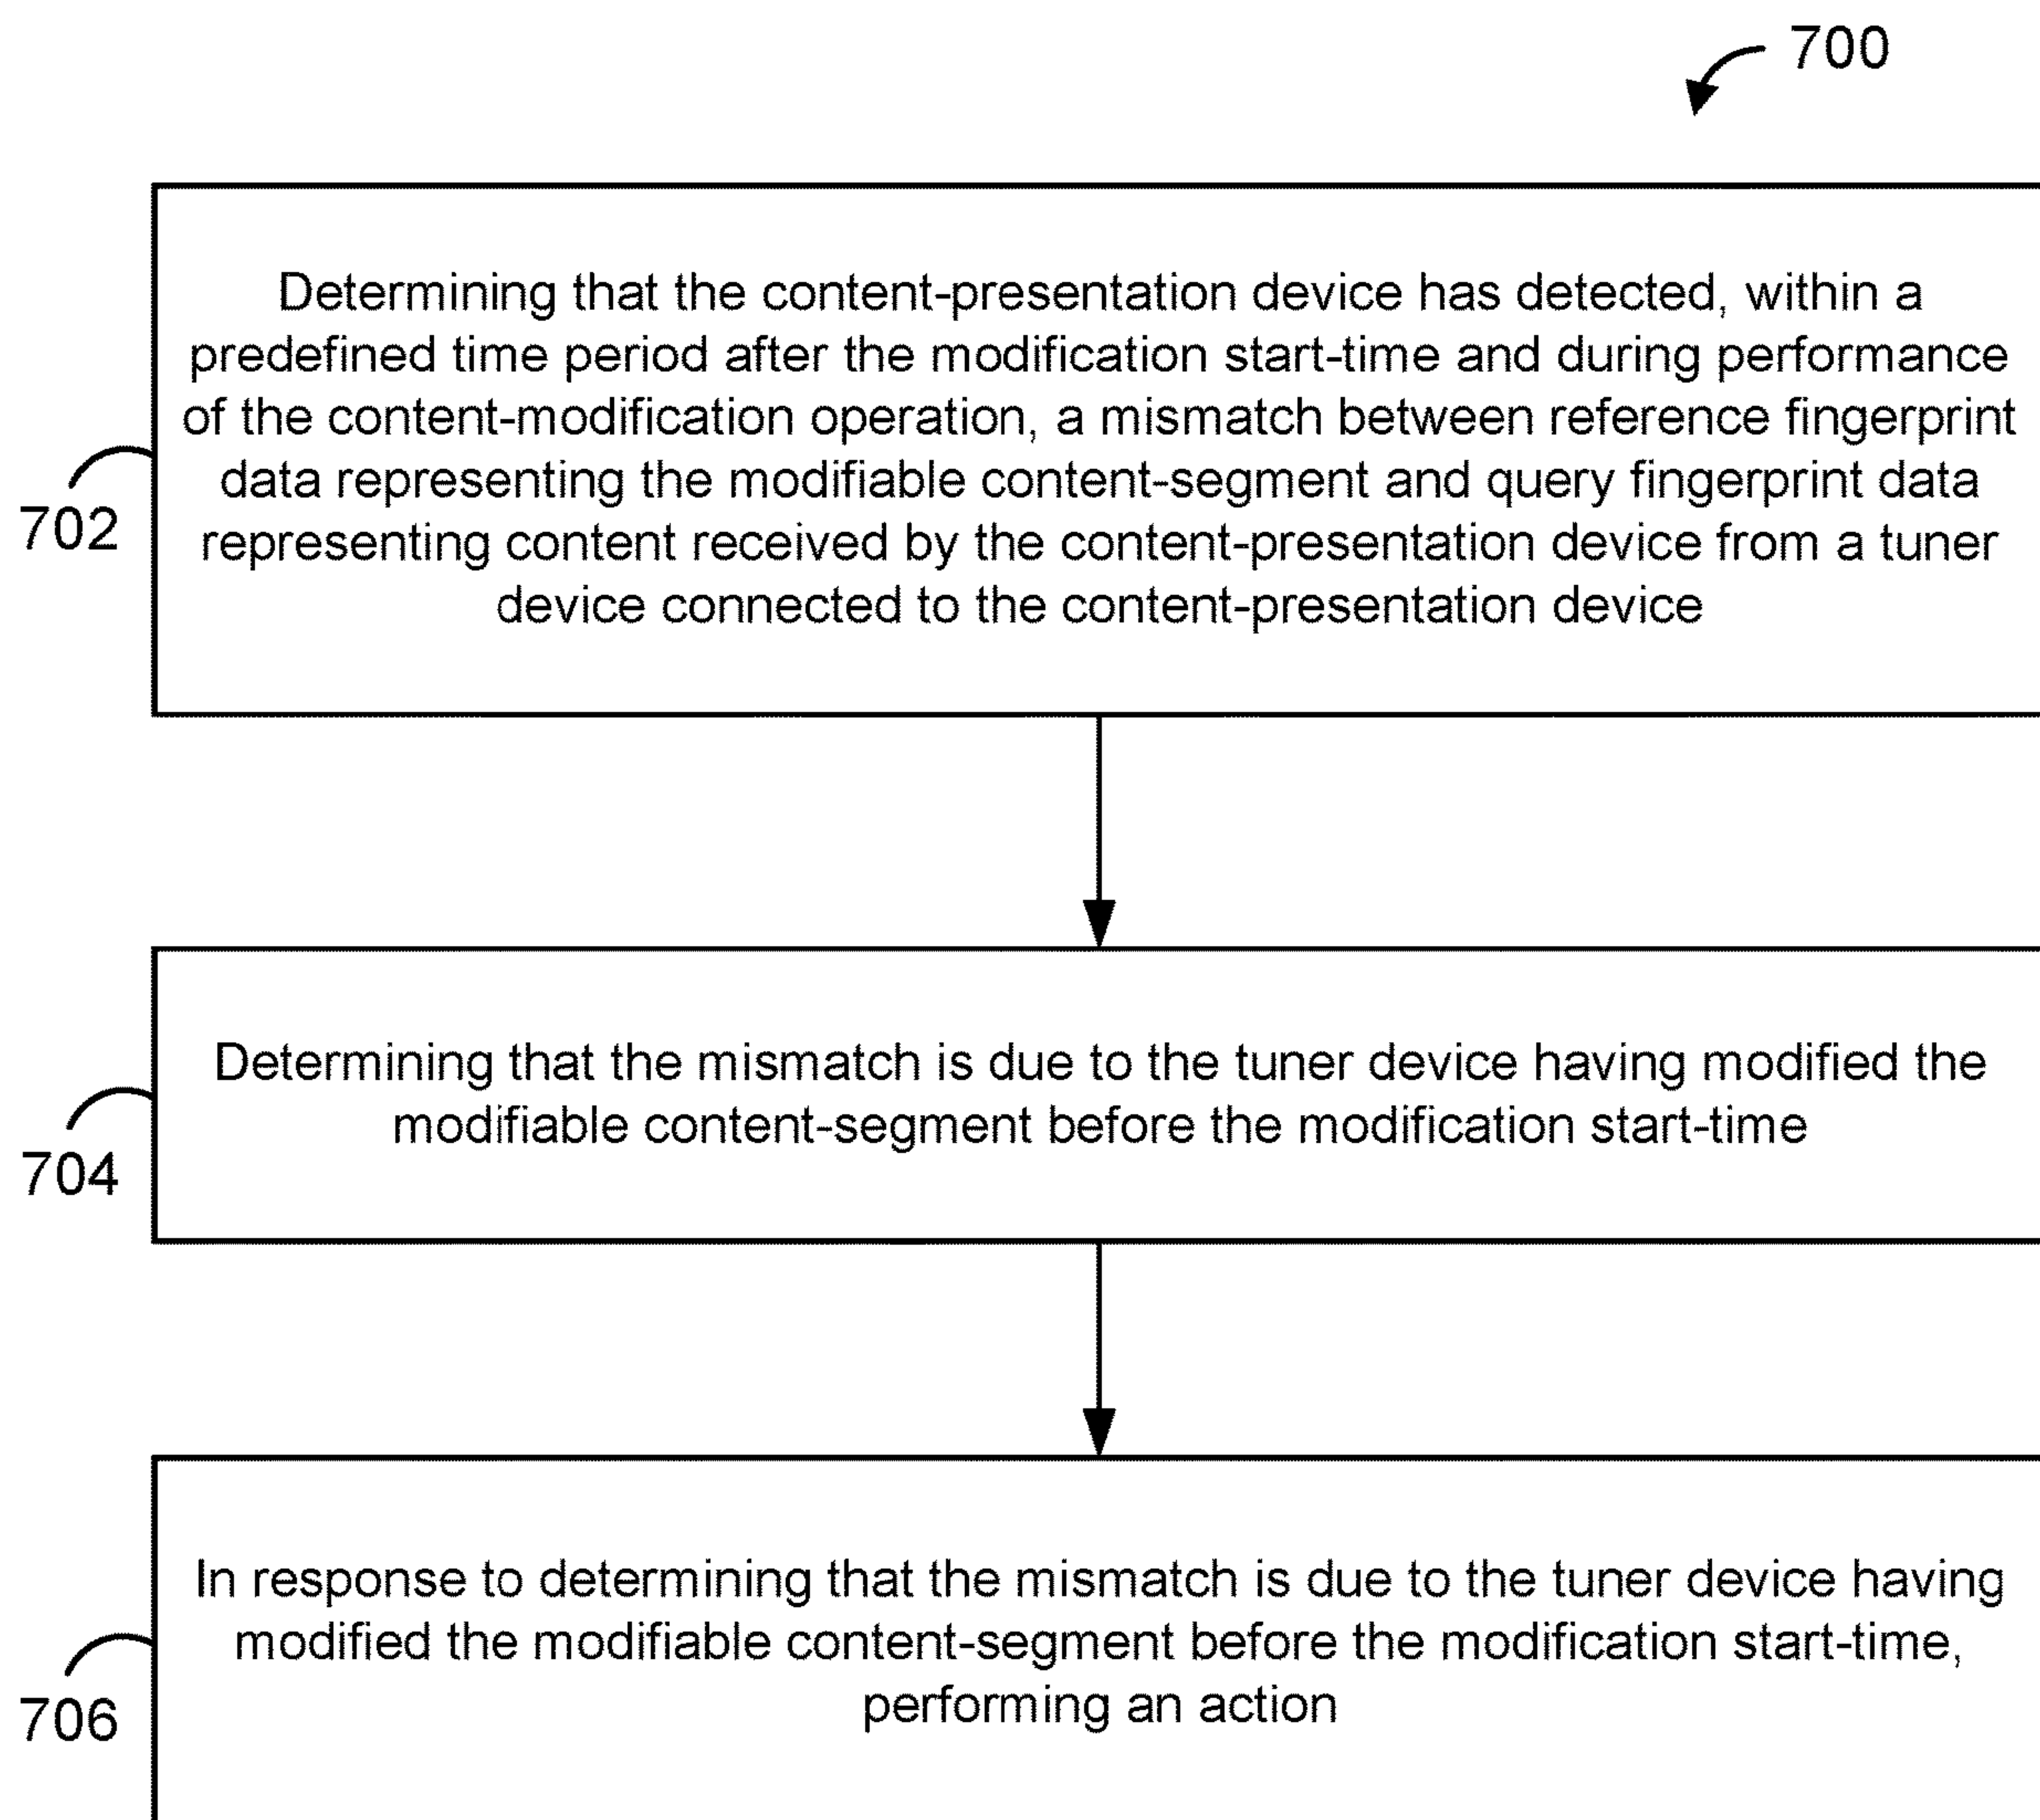 700
Determining that the content-presentation device has detected, within a
predefined time period after the modification start-time and during performance
of the content-modification operation, a mismatch between reference fingerprint
data representing the modifiable content-segment and query fingerprint data
representing content received by the content-presentation device from a tuner
device connected to the content-presentation device
702
Determining that the mismatch is due to the tuner device having modified the
modifiable content-segment before the modification start-time
704
In response to determining that the mismatch is due to the tuner device having
modified the modifiable content-segment before the modification start-time,
performing an action
706